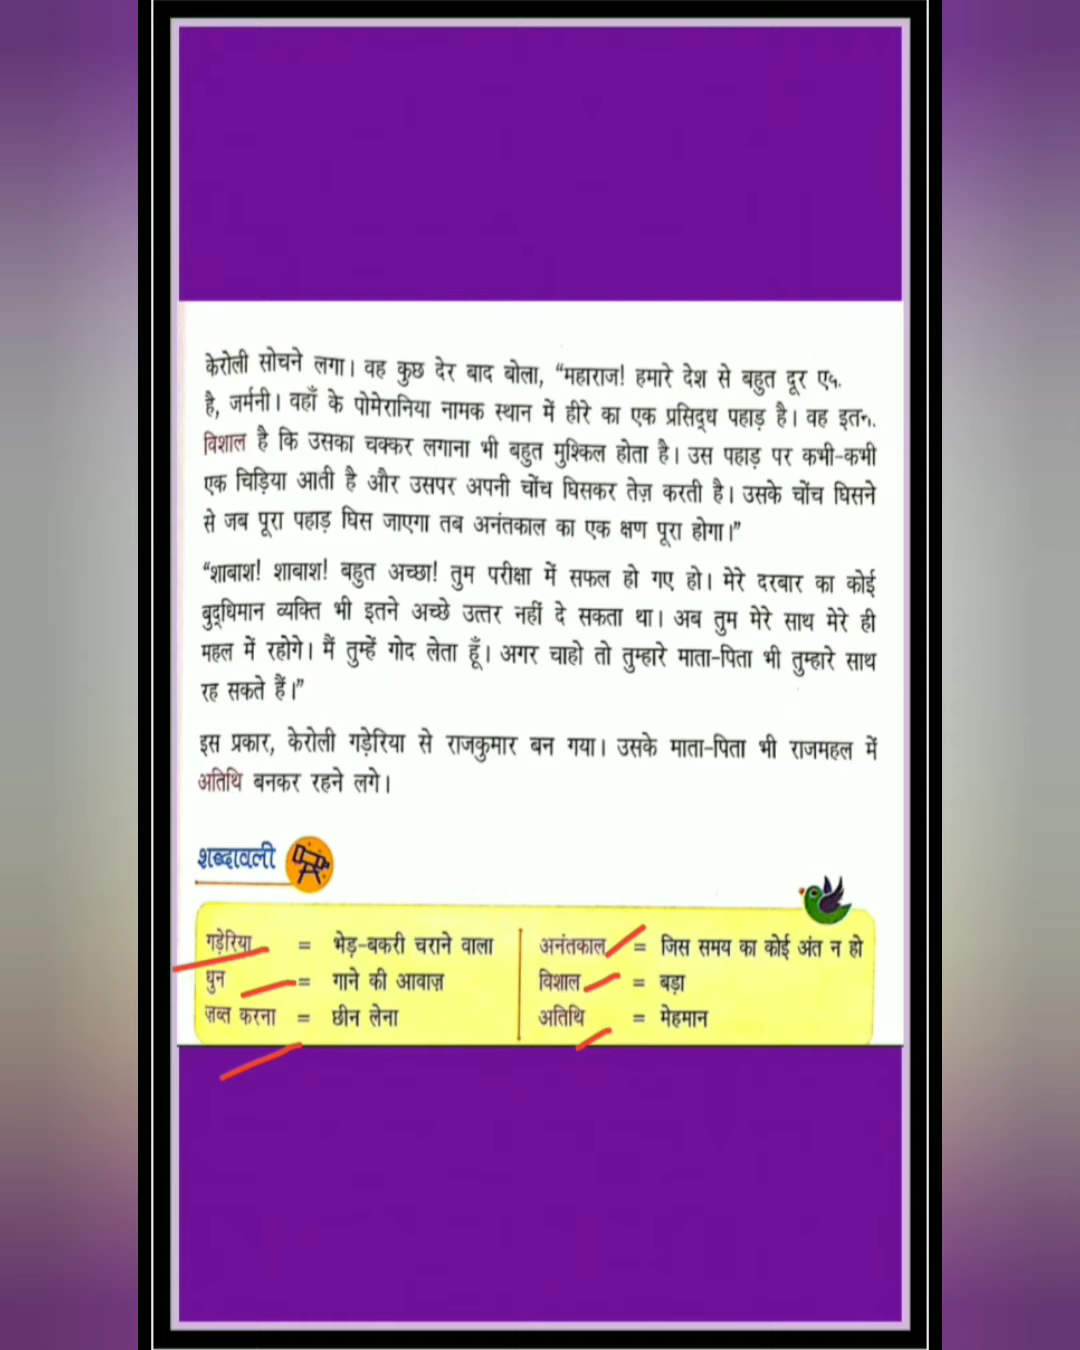 केरोली सोचने लगा। वह कुछ देर बाद बोला, “महाराज! हमारे देश से बहुत दूर
है, जर्मनी। वहाँ के पोमेरानिया नामक स्थान में हीरे का एक प्रसिद्ध पहाड़ है। वह
विशाल है कि उसका चक्कर लगाना भी बहुत मुश्किल होता है। उस पहाड़ पर कभी-कभी
एक चिड़िया आती है और उसपर अपनी चोंच घिसकर तेज़ करती है। उसके चोंच घिसने
से जब पूरा पहाड़ घिस जाएगा तब अनंतकाल का एक क्षण पूरा होगा।”
“शाबाश! शाबाश! बहुत अच्छा! तुम परीक्षा में सफल हो गए हो। मेरे दरबार का कोई
बुद्धिमान व्यक्ति भी इतने अच्छे उत्तर नहीं दे सकता था। अब तुम मेरे साथ मेरे ही
महल में रहोगे। मैं तुम्हें गोद लेता हूँ। अगर चाहो तो तुम्हारे माता-पिता भी तुम्हारे साथ
रह सकते हैं।”
इस प्रकार, केरोली गड़ेरिया से राजकुमार बन गया। उसके माता-पिता भी राजमहल में
अतिथि बनकर रहने लगे।
शब्दावली
गड़ेरिया = भेड़-बकरी चराने वाला
धुन = गाने की आवाज़
ज़ब्त करना = छीन लेना
अनंतकाल = जिस समय का कोई अंत न हो
विशाल = बड़ा
अतिथि = मेहमान